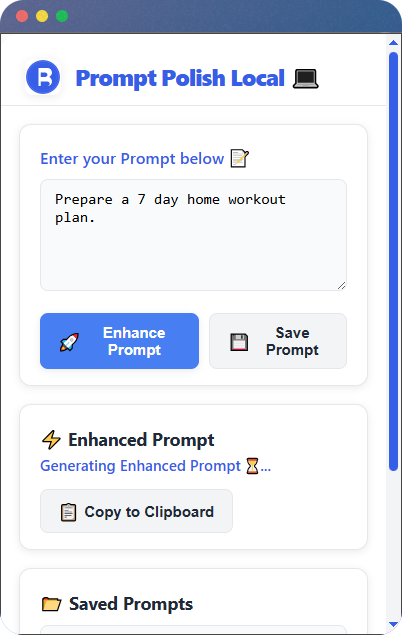 Prompt Polish Local 💻
Enter your Prompt below 📝
Prepare a 7 day home workout
plan.
🚀 Enhance
Prompt
💾 Save
Prompt
⚡ Enhanced Prompt
Generating Enhanced Prompt ⏳...
📋 Copy to Clipboard
📂 Saved Prompts